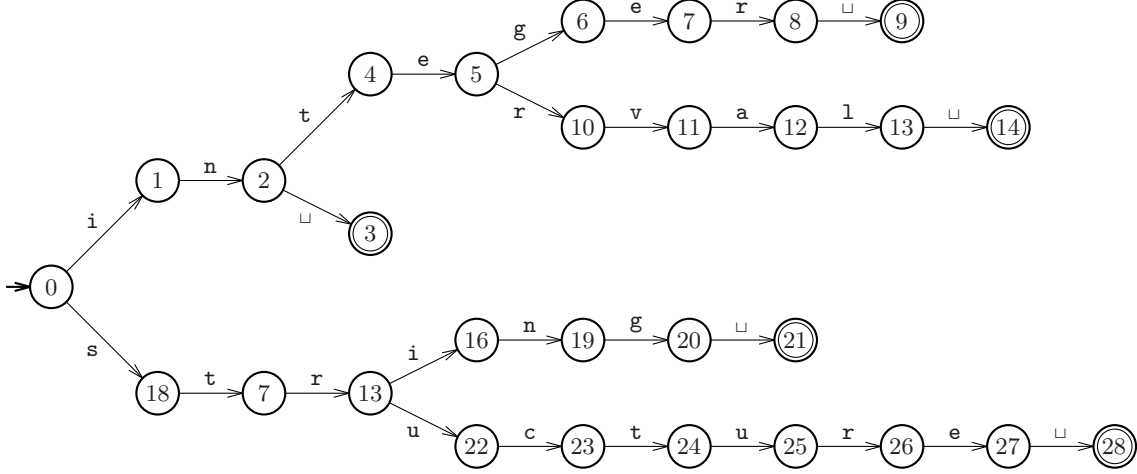 6 e 7 r 8 ␣ 9
g
4 e 5
r
t
10 v 11 a 12 l 13 ␣ 14
1 n 2
i
␣ 3
0
s
16 n 19 g 20 ␣ 21
i
18 t 7 r 13
u
22 c 23 t 24 u 25 r 26 e 27 ␣ 28